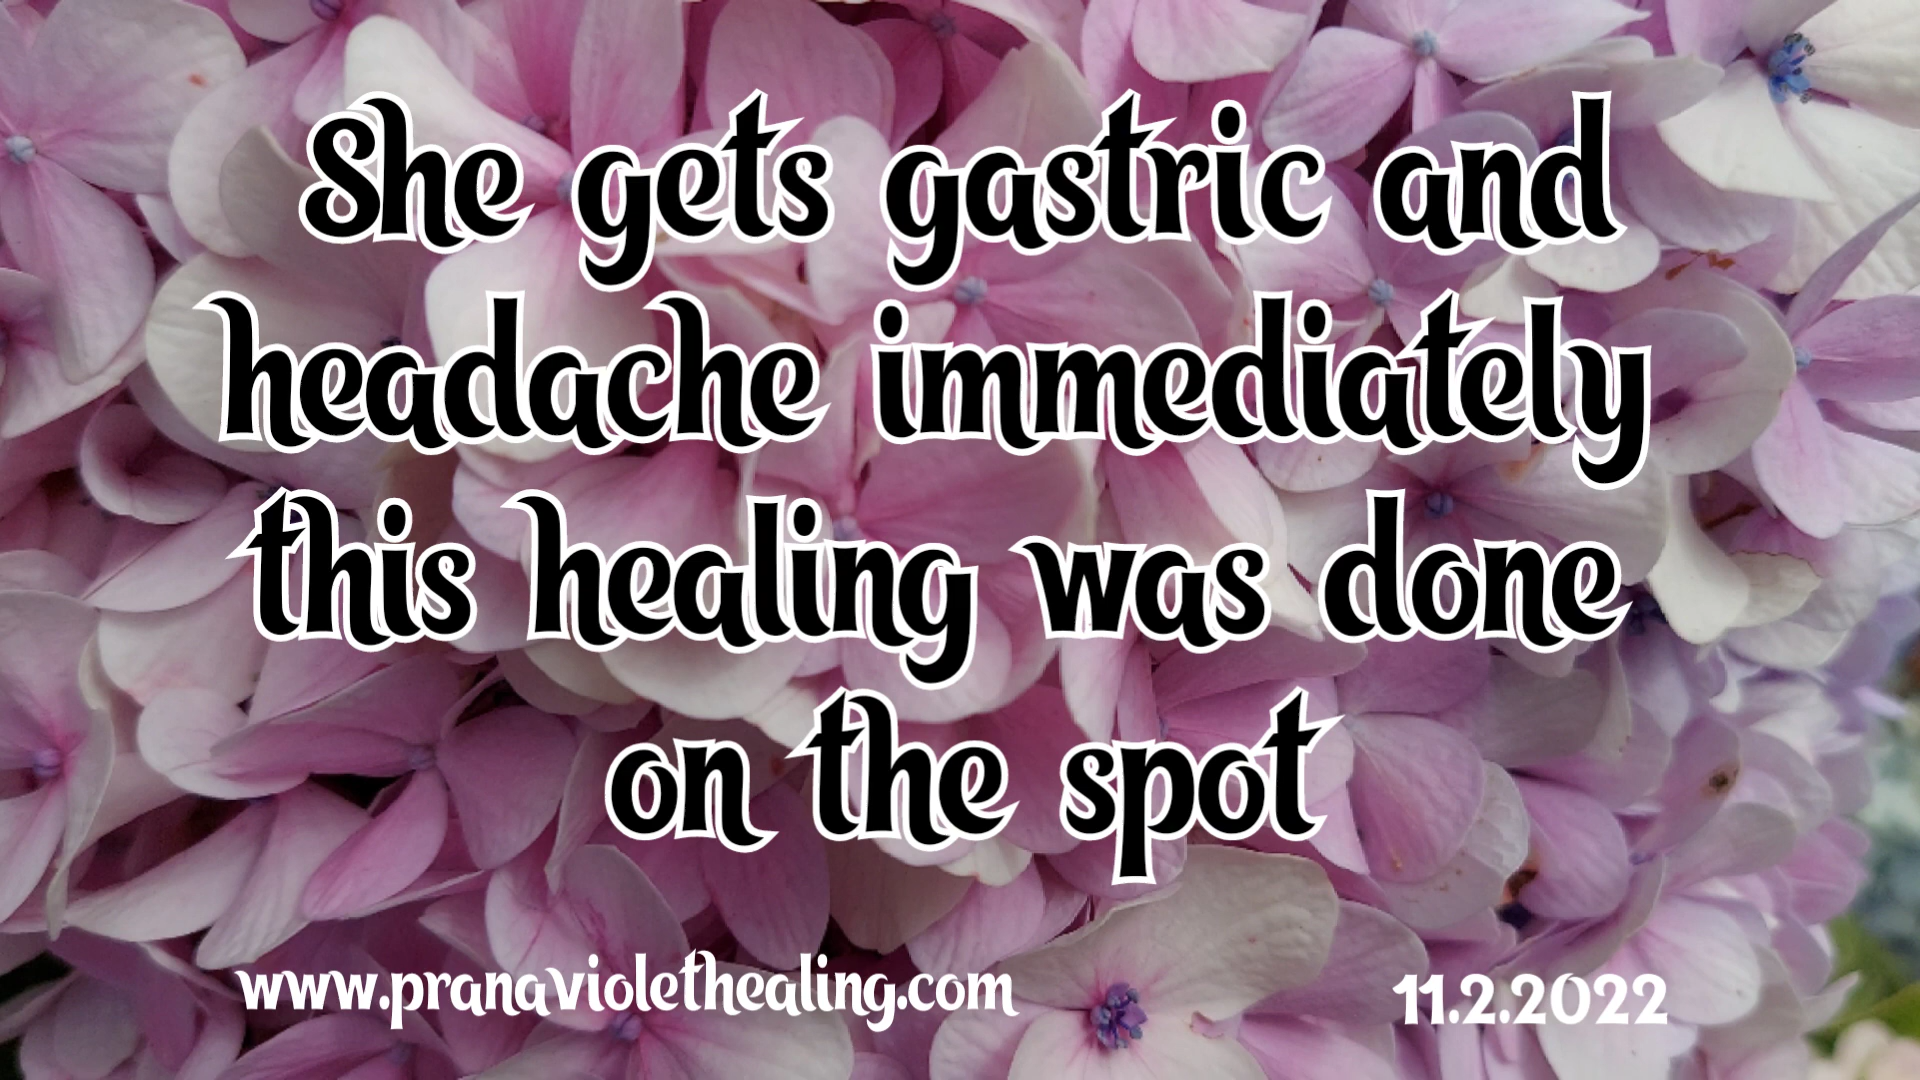 She gets gastric and
headache immediately
this healing was done
on the spot
www.pranaviolethealing.com
11.2.2022